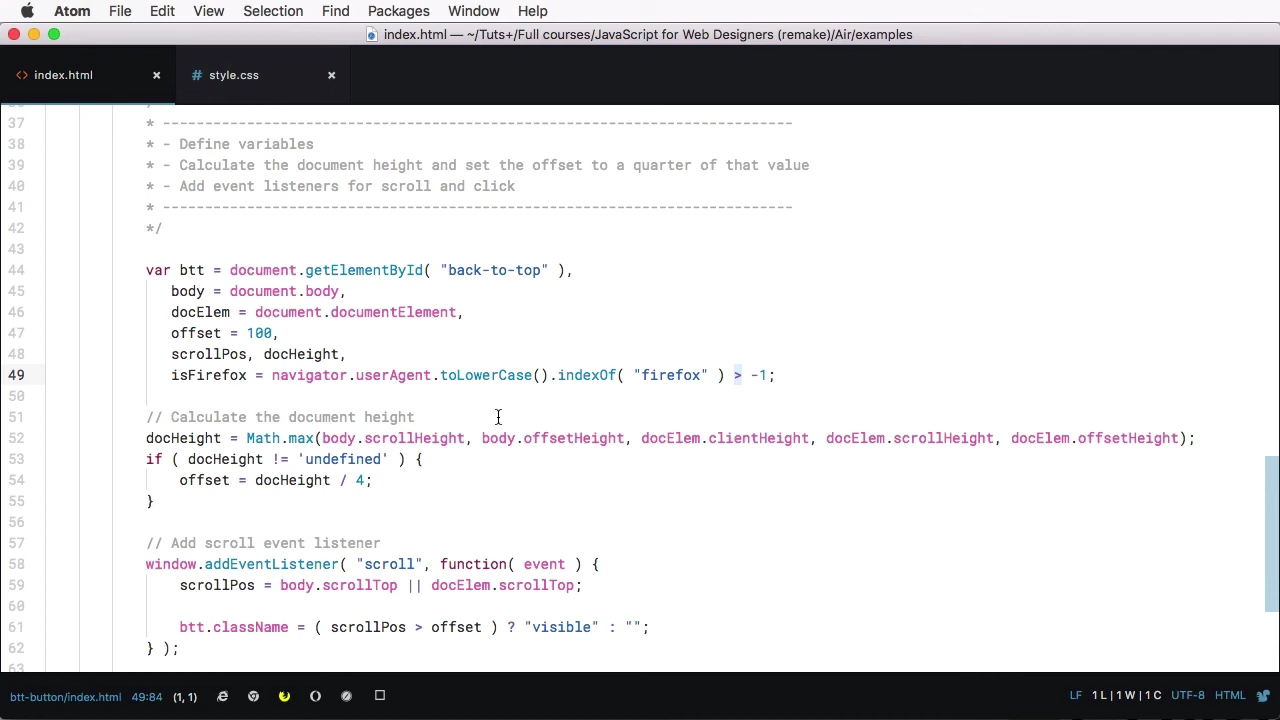 Atom File Edit View Selection Find Packages Window Help
index.html — ~/Tuts+/Full courses/JavaScript for Web Designers (remake)/Air/examples
<> index.html × # style.css ×
37 * ---------------------------------------------------------------------------
38 * - Define variables
39 * - Calculate the document height and set the offset to a quarter of that value
40 * - Add event listeners for scroll and click
41 * ---------------------------------------------------------------------------
42 */
43
44 var btt = document.getElementById( "back-to-top" ),
45 body = document.body,
46 docElem = document.documentElement,
47 offset = 100,
48 scrollPos, docHeight,
49 isFirefox = navigator.userAgent.toLowerCase().indexOf( "firefox" ) > -1;
50
51 // Calculate the document height
52 docHeight = Math.max(body.scrollHeight, body.offsetHeight, docElem.clientHeight, docElem.scrollHeight, docElem.offsetHeight);
53 if ( docHeight != 'undefined' ) {
54 offset = docHeight / 4;
55 }
56
57 // Add scroll event listener
58 window.addEventListener( "scroll", function( event ) {
59 scrollPos = body.scrollTop || docElem.scrollTop;
60
61 btt.className = ( scrollPos > offset ) ? "visible" : "";
62 } );
63
btt-button/index.html 49:84 (1, 1) LF 1 L | 1 W | 1 C UTF-8 HTML